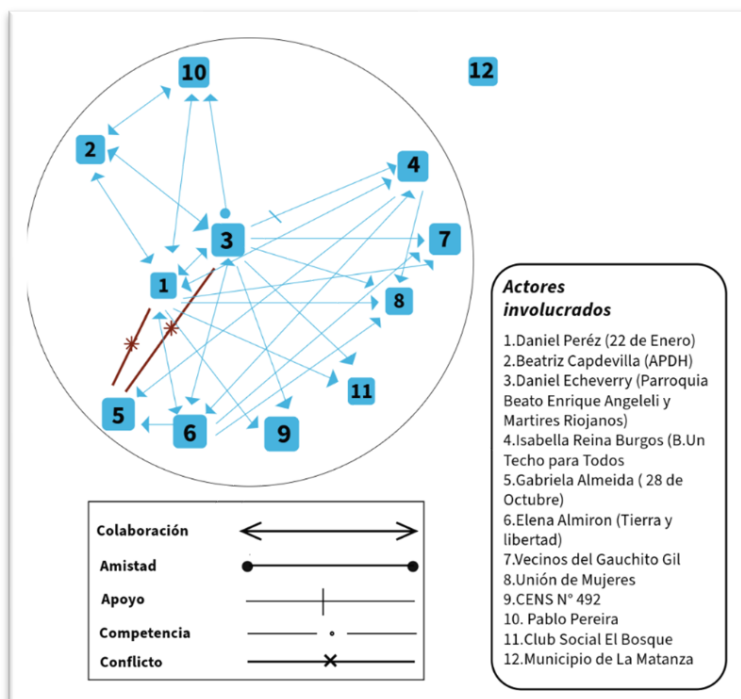 10
12
2
4
3
7
1
8
11
5
6
9
Actores
involucrados
1.Daniel Peréz (22 de Enero)
2.Beatriz Capdevilla (APDH)
3.Daniel Echeverry (Parroquia
Beato Enrique Angeleli y
Martires Riojanos)
4.Isabella Reina Burgos (B.Un
Techo para Todos
5.Gabriela Almeida ( 28 de
Octubre)
6.Elena Almiron (Tierra y
libertad)
7.Vecinos del Gauchito Gil
8.Unión de Mujeres
9.CENS N° 492
10. Pablo Pereira
11.Club Social El Bosque
12.Municipio de La Matanza
Colaboración
Amistad
Apoyo
Competencia
Conflicto